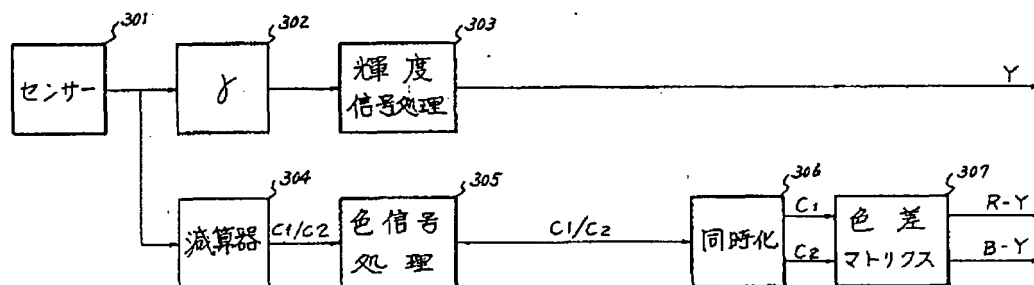 301
センサー
302
γ
303
輝度
信号処理
Y
304
減算器
C1/C2
305
色信号
処理
C1/C2
306
同時化
C1
C2
307
色差
マトリクス
R-Y
B-Y